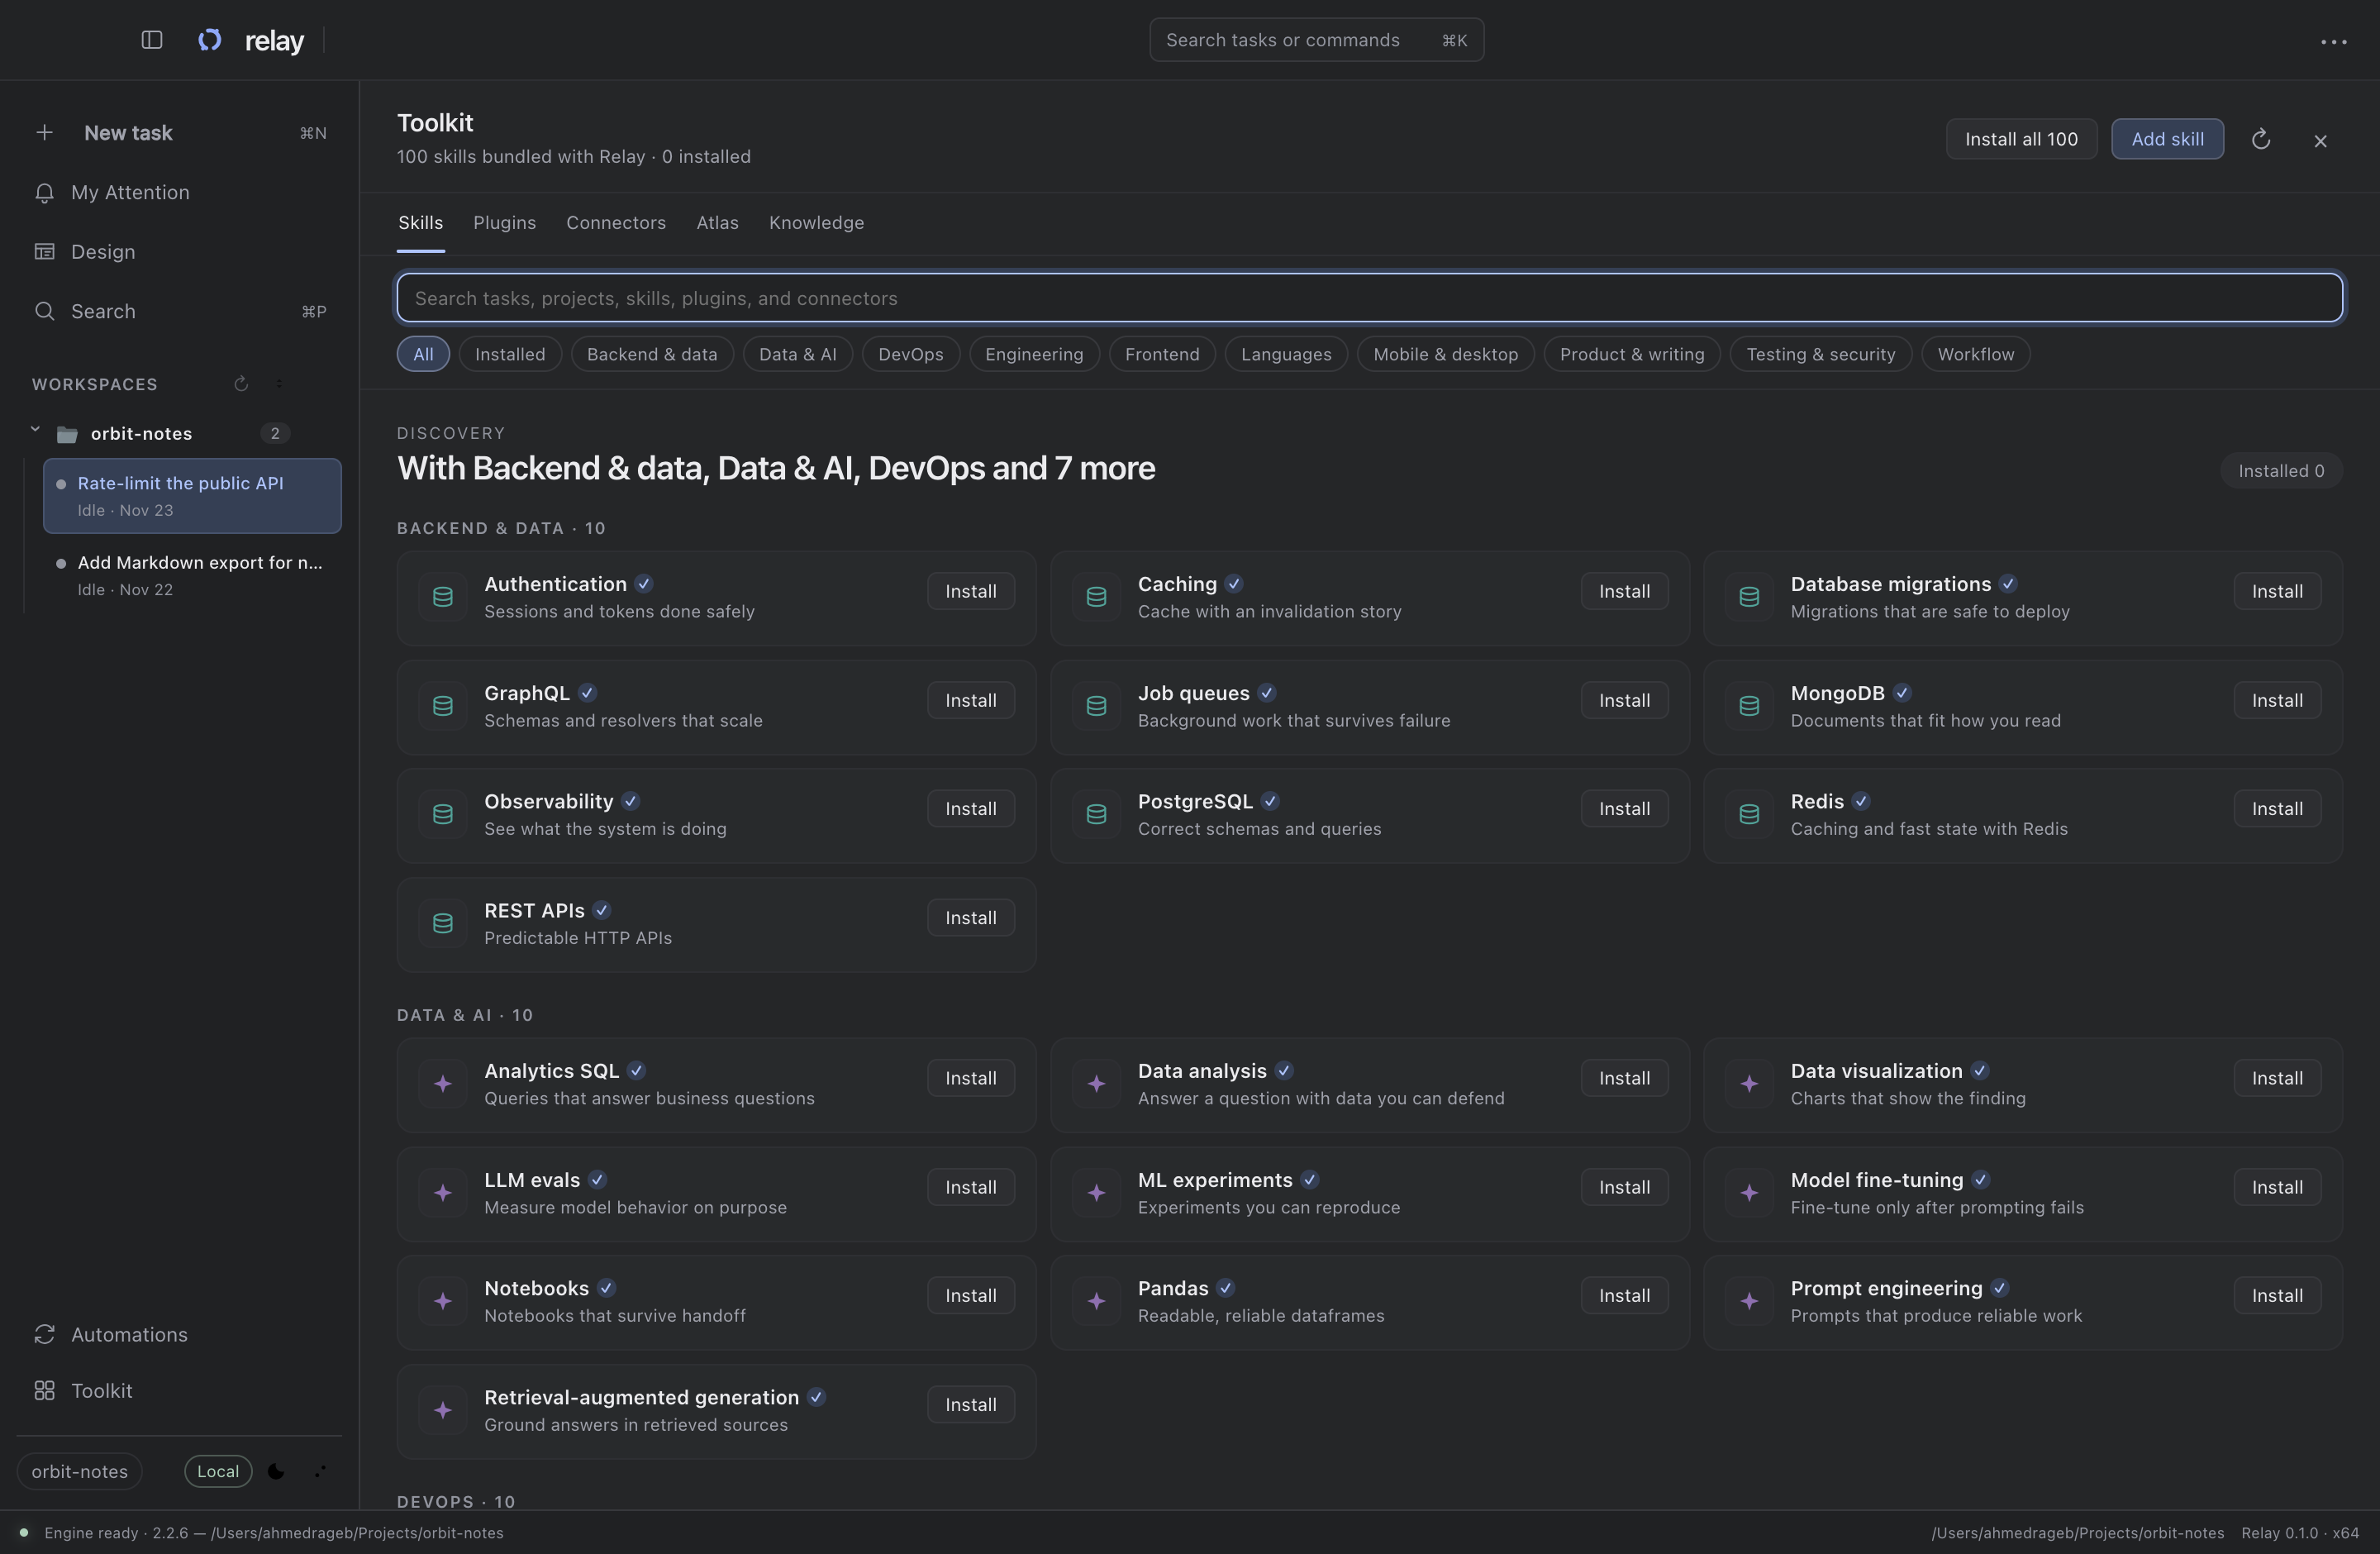 relay
Search tasks or commands ⌘K
New task ⌘N
My Attention
Design
Search ⌘P
WORKSPACES
orbit-notes 2
Rate-limit the public API
Idle · Nov 23
Add Markdown export for n...
Idle · Nov 22
Automations
Toolkit
orbit-notes Local
Toolkit
100 skills bundled with Relay · 0 installed
Install all 100 Add skill
Skills Plugins Connectors Atlas Knowledge
Search tasks, projects, skills, plugins, and connectors
All Installed Backend & data Data & AI DevOps Engineering Frontend Languages Mobile & desktop Product & writing Testing & security Workflow
DISCOVERY
With Backend & data, Data & AI, DevOps and 7 more
Installed 0
BACKEND & DATA · 10
Authentication
Sessions and tokens done safely
Install
Caching
Cache with an invalidation story
Install
Database migrations
Migrations that are safe to deploy
Install
GraphQL
Schemas and resolvers that scale
Install
Job queues
Background work that survives failure
Install
MongoDB
Documents that fit how you read
Install
Observability
See what the system is doing
Install
PostgreSQL
Correct schemas and queries
Install
Redis
Caching and fast state with Redis
Install
REST APIs
Predictable HTTP APIs
Install
DATA & AI · 10
Analytics SQL
Queries that answer business questions
Install
Data analysis
Answer a question with data you can defend
Install
Data visualization
Charts that show the finding
Install
LLM evals
Measure model behavior on purpose
Install
ML experiments
Experiments you can reproduce
Install
Model fine-tuning
Fine-tune only after prompting fails
Install
Notebooks
Notebooks that survive handoff
Install
Pandas
Readable, reliable dataframes
Install
Prompt engineering
Prompts that produce reliable work
Install
Retrieval-augmented generation
Ground answers in retrieved sources
Install
DEVOPS · 10
Engine ready · 2.2.6 — /Users/ahmedrageb/Projects/orbit-notes
/Users/ahmedrageb/Projects/orbit-notes Relay 0.1.0 · x64